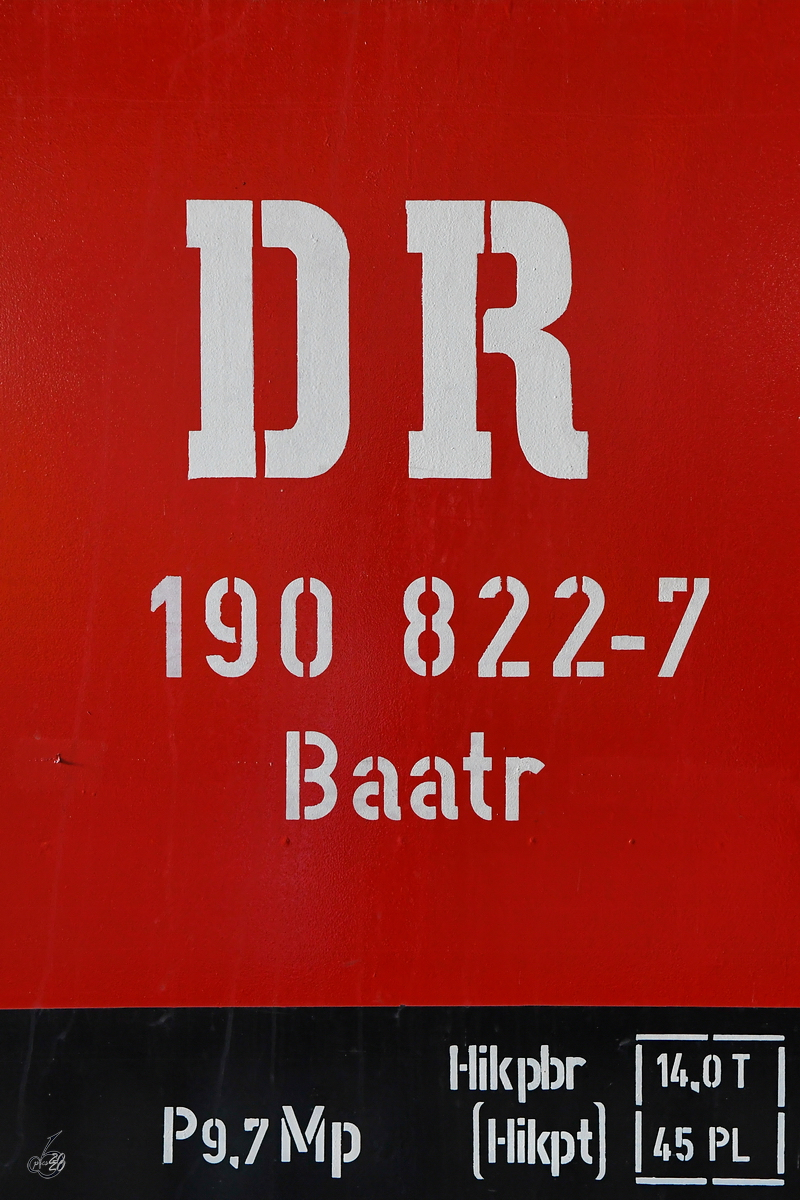 DR
190 822-7
Baatr
Hikpbr
(Hikpt)
14,0 T
45 PL
P9,7 Mp